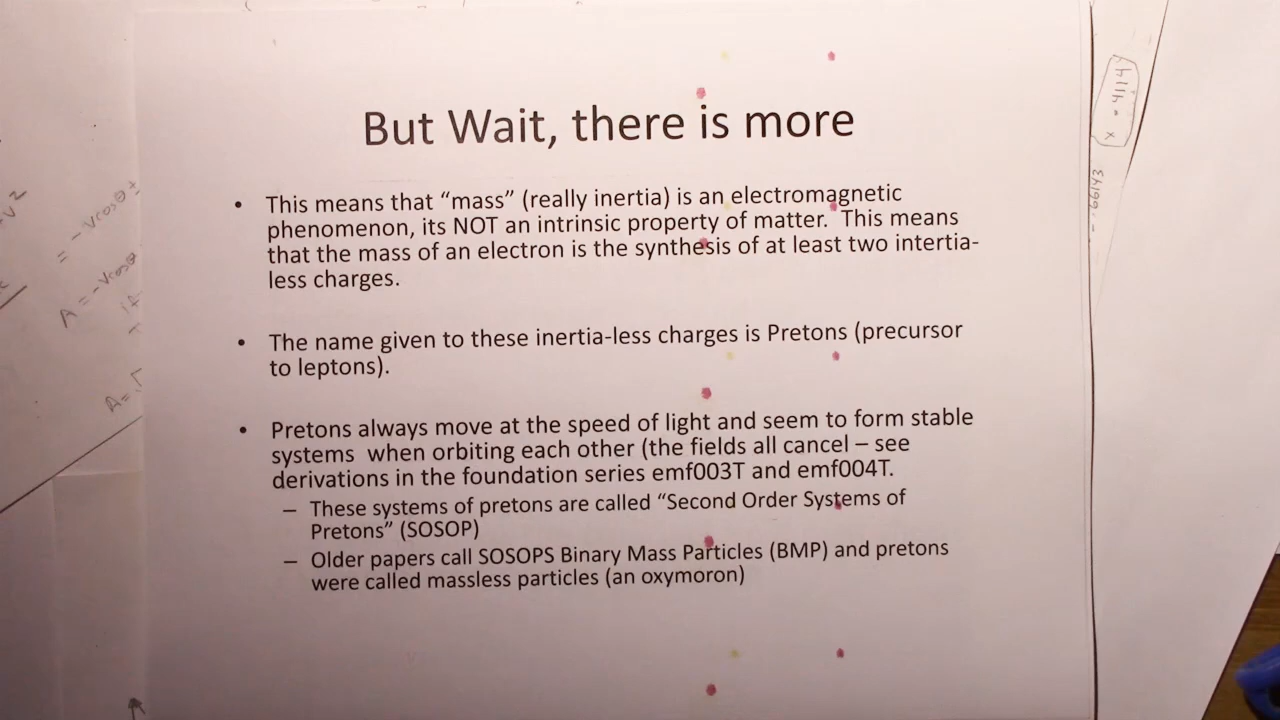 But Wait, there is more
• This means that “mass” (really inertia) is an electromagnetic
phenomenon, its NOT an intrinsic property of matter. This means
that the mass of an electron is the synthesis of at least two intertia-
less charges.
• The name given to these inertia-less charges is Pretons (precursor
to leptons).
• Pretons always move at the speed of light and seem to form stable
systems when orbiting each other (the fields all cancel – see
derivations in the foundation series emf003T and emf004T.
– These systems of pretons are called “Second Order Systems of
Pretons” (SOSOP)
– Older papers call SOSOPS Binary Mass Particles (BMP) and pretons
were called massless particles (an oxymoron)
= -vcosθ ±
A = -vcosθ
A =